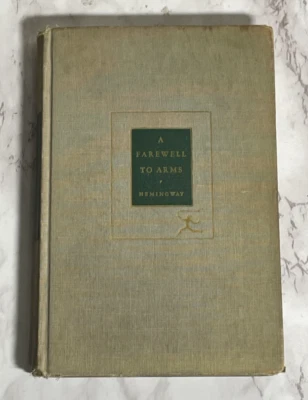 A
FAREWELL
TO ARMS
HEMINGWAY